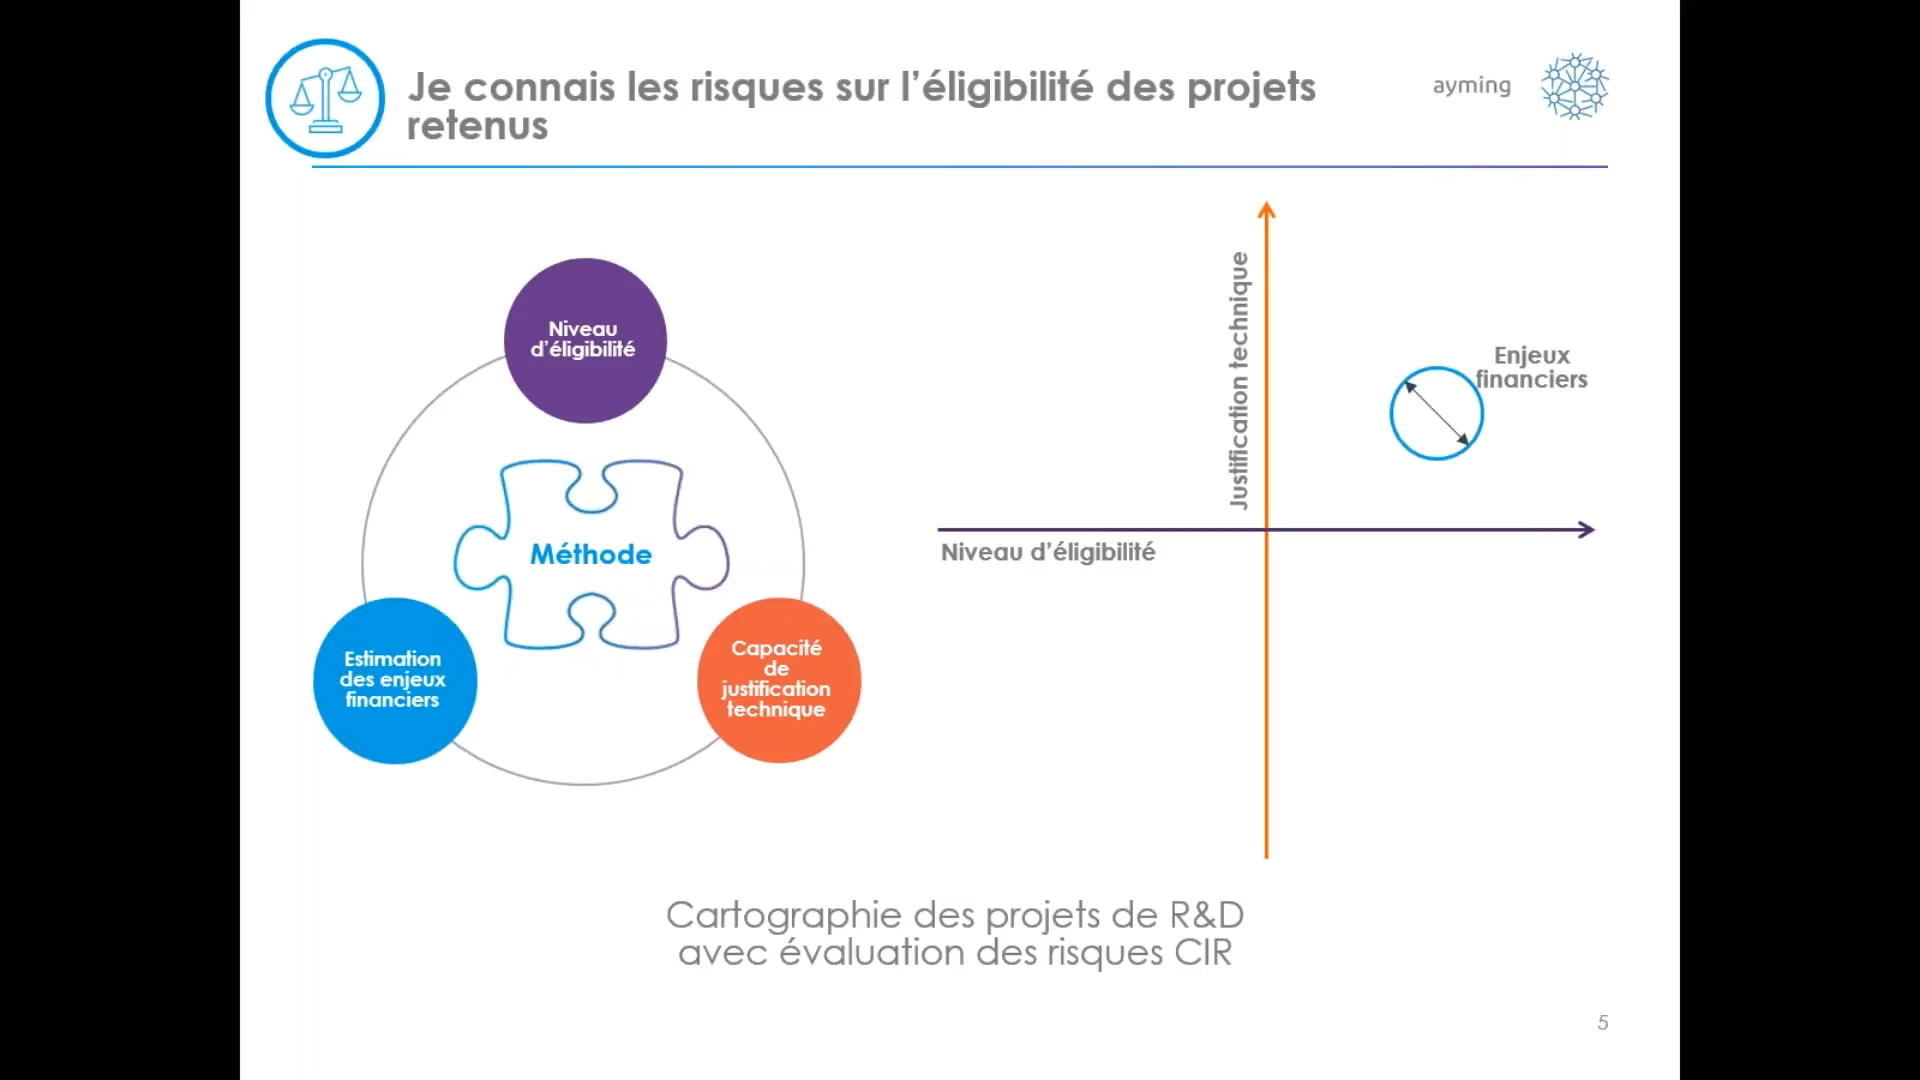 Je connais les risques sur l’éligibilité des projets
retenus
ayming
Niveau
d’éligibilité
Méthode
Estimation
des enjeux
financiers
Capacité
de
justification
technique
Justification technique
Enjeux
financiers
Niveau d’éligibilité
Cartographie des projets de R&D
avec évaluation des risques CIR
5